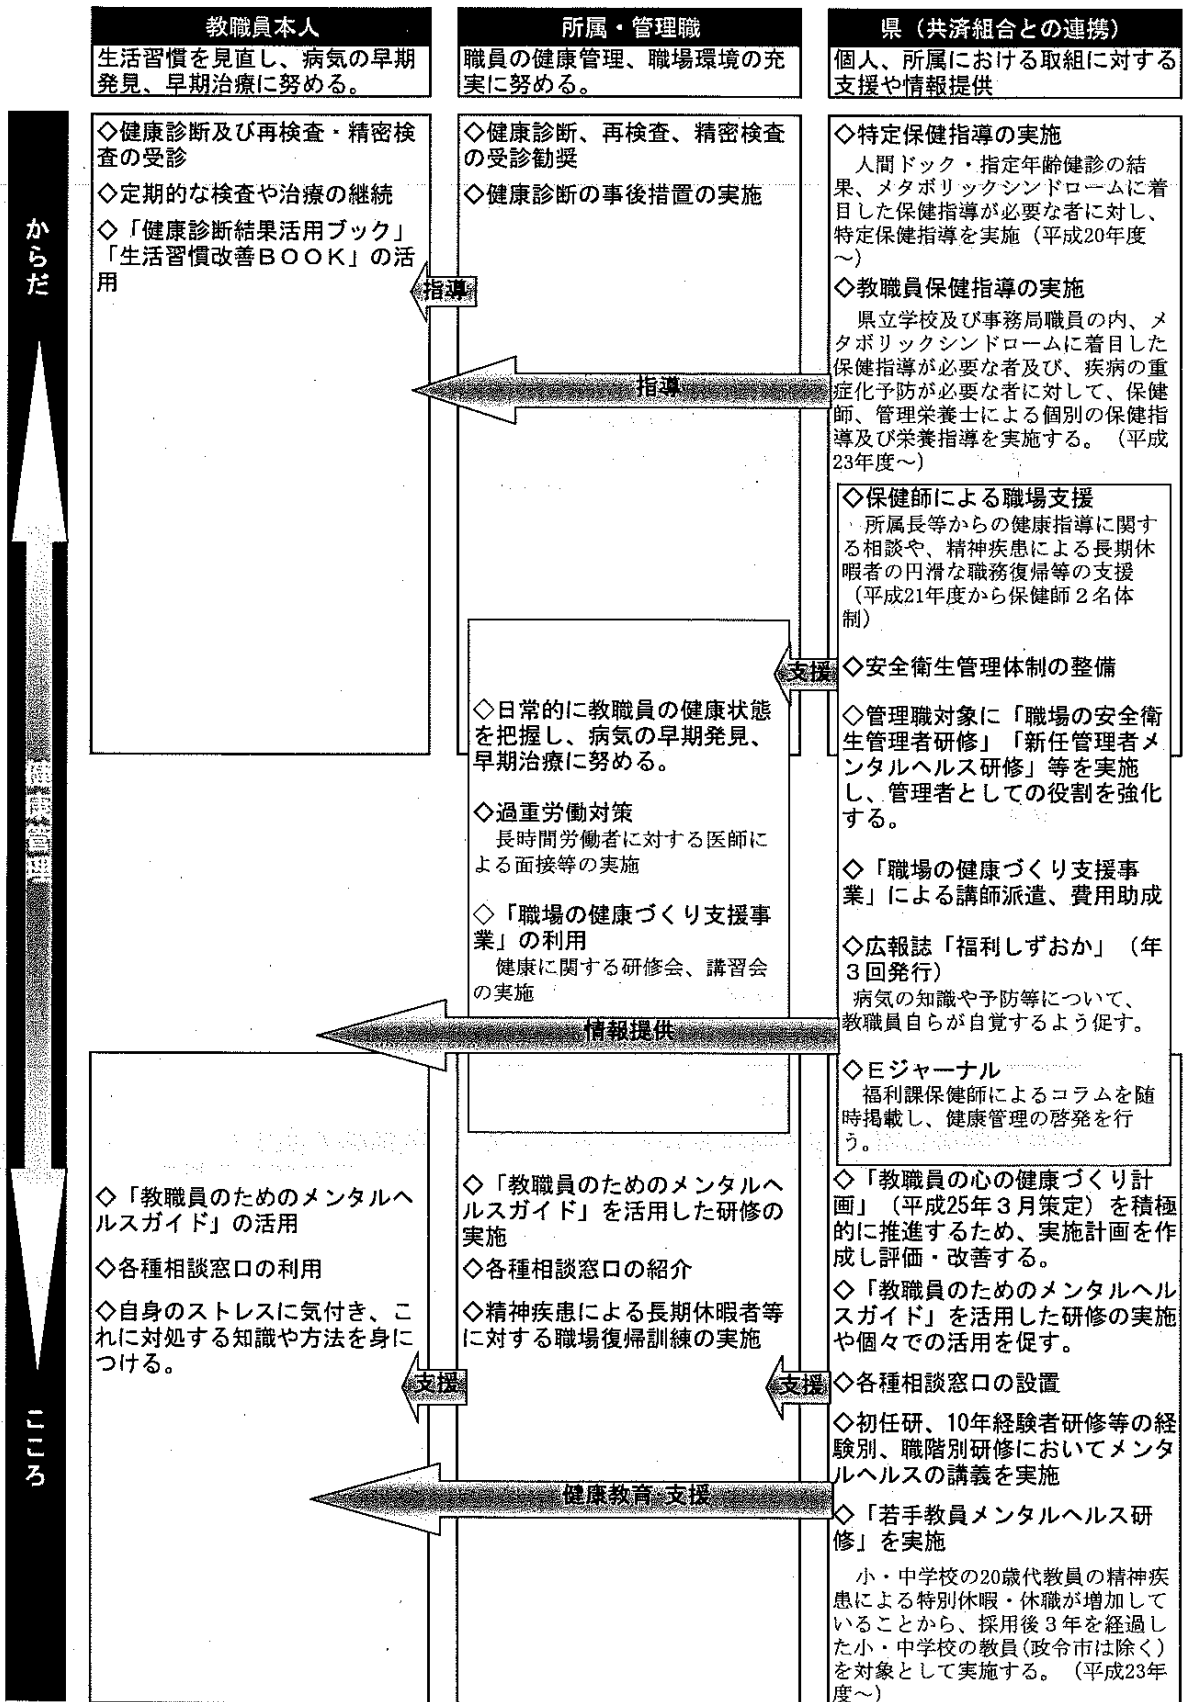 教職員本人
生活習慣を見直し、病気の早期
発見、早期治療に努める。
所属・管理職
職員の健康管理、職場環境の充
実に努める。
県（共済組合との連携）
個人、所属における取組に対する
支援や情報提供
からだ
健康管理
こころ
◇健康診断及び再検査・精密検
査の受診
◇定期的な検査や治療の継続
◇「健康診断結果活用ブック」
「生活習慣改善ＢＯＯＫ」の活
用
◇健康診断、再検査、精密検査
の受診勧奨
◇健康診断の事後措置の実施
指導
指導
◇特定保健指導の実施
人間ドック・指定年齢健診の結
果、メタボリックシンドロームに着
目した保健指導が必要な者に対し、
特定保健指導を実施（平成20年度
～）
◇教職員保健指導の実施
県立学校及び事務局職員の内、メ
タボリックシンドロームに着目した
保健指導が必要な者及び、疾病の重
症化予防が必要な者に対して、保健
師、管理栄養士による個別の保健指
導及び栄養指導を実施する。（平成
23年度～）
◇保健師による職場支援
所属長等からの健康指導に関す
る相談や、精神疾患による長期休
暇者の円滑な職務復帰等の支援
（平成21年度から保健師２名体
制）
支援
◇安全衛生管理体制の整備
◇管理職対象に「職場の安全衛
生管理者研修」「新任管理者メ
ンタルヘルス研修」等を実施
し、管理者としての役割を強化
する。
◇「職場の健康づくり支援事
業」による講師派遣、費用助成
◇広報誌「福利しずおか」（年
３回発行）
病気の知識や予防等について、
教職員自らが自覚するよう促す。
◇Ｅジャーナル
福利課保健師によるコラムを随
時掲載し、健康管理の啓発を行
う。
◇日常的に教職員の健康状態
を把握し、病気の早期発見、
早期治療に努める。
◇過重労働対策
長時間労働者に対する医師に
よる面接等の実施
◇「職場の健康づくり支援事
業」の利用
健康に関する研修会、講習会
の実施
情報提供
◇「教職員のためのメンタルヘ
ルスガイド」の活用
◇各種相談窓口の利用
◇自身のストレスに気付き、こ
れに対処する知識や方法を身に
つける。
◇「教職員のためのメンタルヘ
ルスガイド」を活用した研修の
実施
◇各種相談窓口の紹介
◇精神疾患による長期休暇者等
に対する職場復帰訓練の実施
支援
支援
◇「教職員の心の健康づくり計
画」（平成25年３月策定）を積極
的に推進するため、実施計画を作
成し評価・改善する。
◇「教職員のためのメンタルヘル
スガイド」を活用した研修の実施
や個々での活用を促す。
◇各種相談窓口の設置
◇初任研、10年経験者研修等の経
験別、職階別研修においてメンタ
ルヘルスの講義を実施
健康教育 支援
◇「若手教員メンタルヘルス研
修」を実施
小・中学校の20歳代教員の精神疾
患による特別休暇・休職が増加して
いることから、採用後３年を経過し
た小・中学校の教員(政令市は除く)
を対象として実施する。（平成23年
度～）